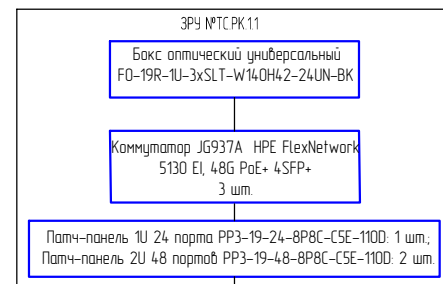 ЭРУ №ТС.РК.1.1
Бокс оптический универсальный
FO-19R-1U-3xSLT-W140H42-24UN-BK
Коммутатор JG937A HPE FlexNetwork
5130 EI, 48G PoE+ 4SFP+
3 шт.
Патч-панель 1U 24 порта PP3-19-24-8P8C-C5E-110D: 1 шт.;
Патч-панель 2U 48 портов PP3-19-48-8P8C-C5E-110D: 2 шт.